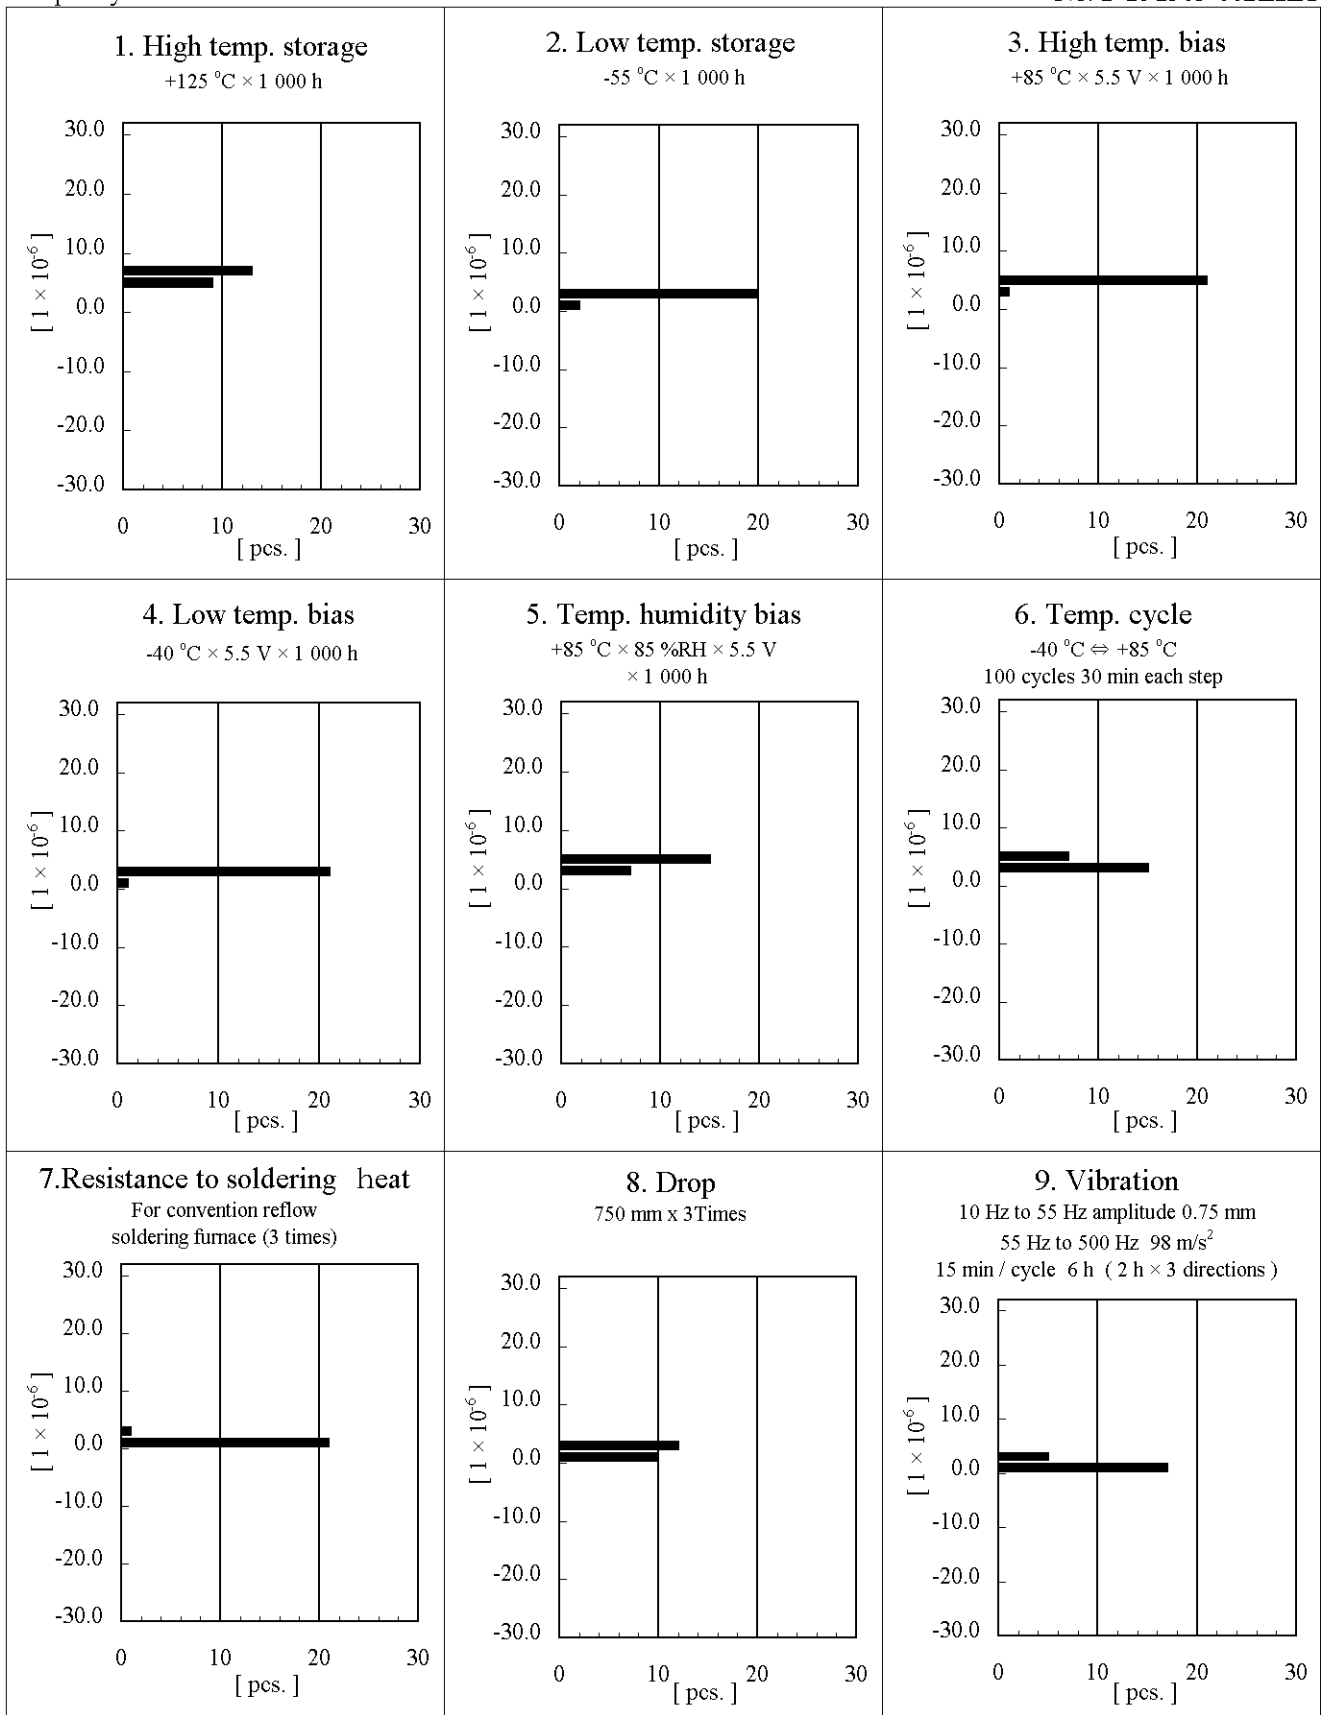 1. High temp. storage
+125 °C × 1 000 h
30.0
20.0
10.0
0.0
-10.0
-20.0
-30.0
[ 1 × 10⁻⁶ ]
0 10 20 30
[ pcs. ]
2. Low temp. storage
-55 °C × 1 000 h
30.0
20.0
10.0
0.0
-10.0
-20.0
-30.0
[ 1 × 10⁻⁶ ]
0 10 20 30
[ pcs. ]
3. High temp. bias
+85 °C × 5.5 V × 1 000 h
30.0
20.0
10.0
0.0
-10.0
-20.0
-30.0
[ 1 × 10⁻⁶ ]
0 10 20 30
[ pcs. ]
4. Low temp. bias
-40 °C × 5.5 V × 1 000 h
30.0
20.0
10.0
0.0
-10.0
-20.0
-30.0
[ 1 × 10⁻⁶ ]
0 10 20 30
[ pcs. ]
5. Temp. humidity bias
+85 °C × 85 %RH × 5.5 V
× 1 000 h
30.0
20.0
10.0
0.0
-10.0
-20.0
-30.0
[ 1 × 10⁻⁶ ]
0 10 20 30
[ pcs. ]
6. Temp. cycle
-40 °C ⇔ +85 °C
100 cycles 30 min each step
30.0
20.0
10.0
0.0
-10.0
-20.0
-30.0
[ 1 × 10⁻⁶ ]
0 10 20 30
[ pcs. ]
7.Resistance to soldering heat
For convention reflow
soldering furnace (3 times)
30.0
20.0
10.0
0.0
-10.0
-20.0
-30.0
[ 1 × 10⁻⁶ ]
0 10 20 30
[ pcs. ]
8. Drop
750 mm x 3Times
30.0
20.0
10.0
0.0
-10.0
-20.0
-30.0
[ 1 × 10⁻⁶ ]
0 10 20 30
[ pcs. ]
9. Vibration
10 Hz to 55 Hz amplitude 0.75 mm
55 Hz to 500 Hz 98 m/s²
15 min / cycle 6 h ( 2 h × 3 directions )
30.0
20.0
10.0
0.0
-10.0
-20.0
-30.0
[ 1 × 10⁻⁶ ]
0 10 20 30
[ pcs. ]